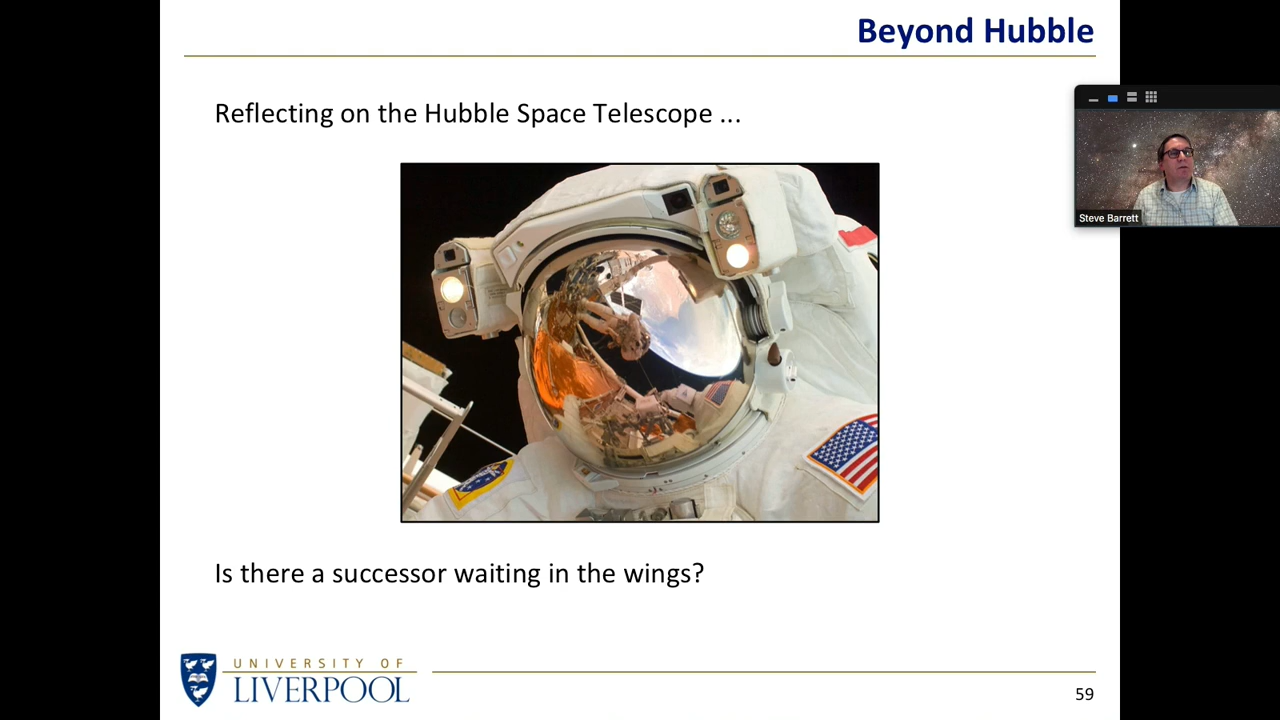 Beyond Hubble
Reflecting on the Hubble Space Telescope ...
Steve Barrett
Is there a successor waiting in the wings?
UNIVERSITY OF
LIVERPOOL
59